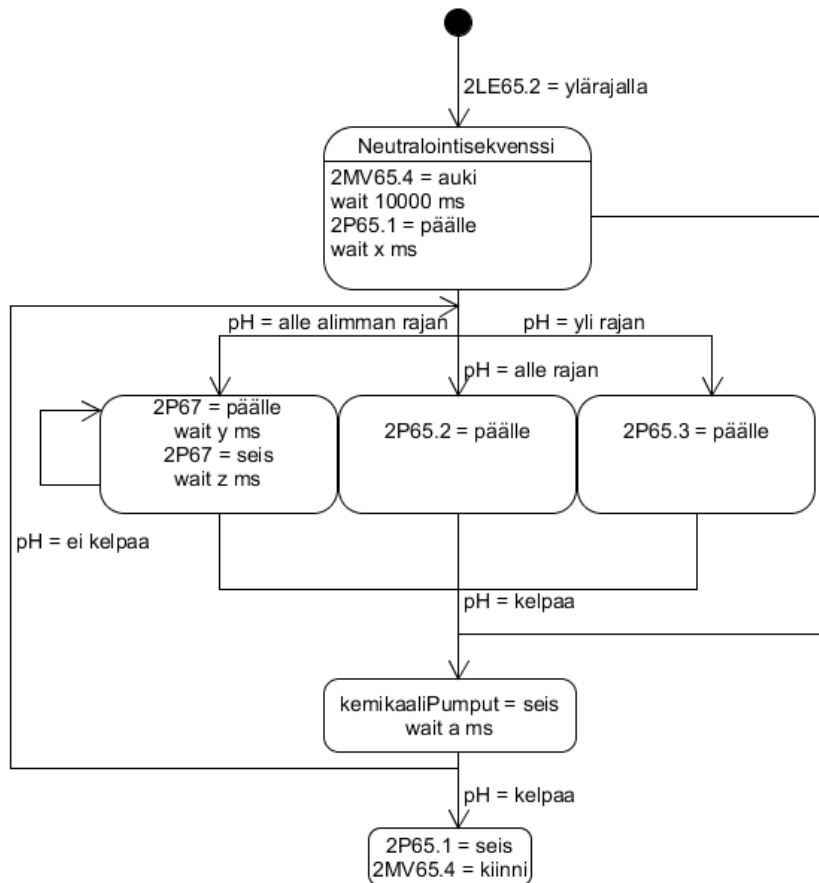 2LE65.2 = ylärajalla
Neutralointisekvenssi
2MV65.4 = auki
wait 10000 ms
2P65.1 = päälle
wait x ms
pH = alle alimman rajan
pH = yli rajan
pH = alle rajan
2P67 = päälle
wait y ms
2P67 = seis
wait z ms
2P65.2 = päälle
2P65.3 = päälle
pH = ei kelpaa
pH = kelpaa
kemikaaliPumput = seis
wait a ms
pH = kelpaa
2P65.1 = seis
2MV65.4 = kiinni